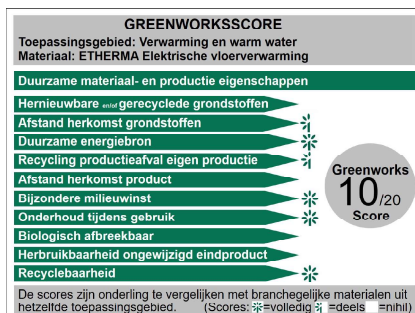 GREENWORKSSCORE
Toepassingsgebied: Verwarming en warm water
Materiaal: ETHERMA Elektrische vloerverwarming
Duurzame materiaal- en productie eigenschappen
Hernieuwbare en/of gerecyclede grondstoffen
Afstand herkomst grondstoffen
Duurzame energiebron
Recycling productieafval eigen productie
Afstand herkomst product
Bijzondere milieuwinst
Onderhoud tijdens gebruik
Biologisch afbreekbaar
Herbruikbaarheid ongewijzigd eindproduct
Recyclebaarheid
Greenworks
10/20
Score
De scores zijn onderling te vergelijken met branchegelijke materialen uit
hetzelfde toepassingsgebied. (Scores: =volledig =deels =nihil)